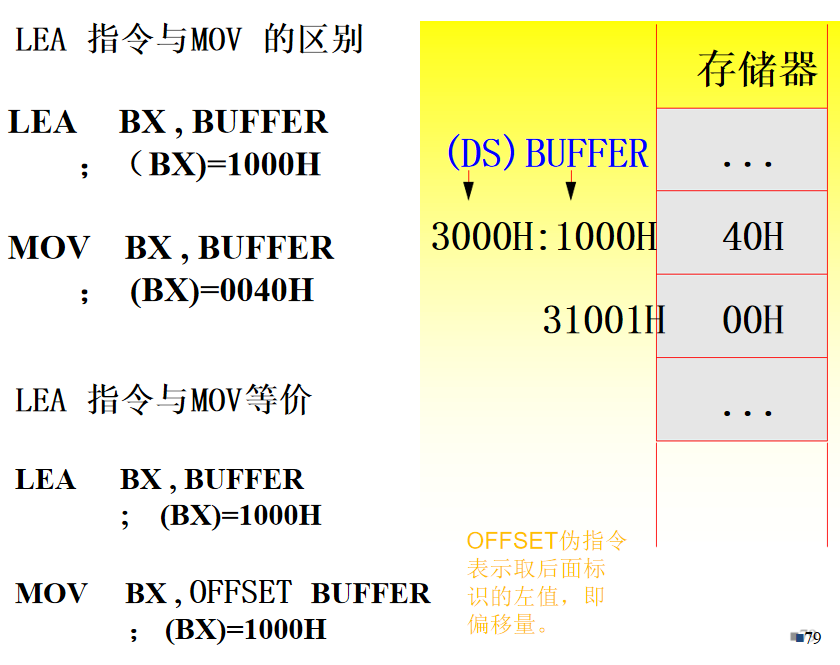 LEA 指令与MOV 的区别
LEA BX , BUFFER
；（BX)=1000H
MOV BX , BUFFER
； (BX)=0040H
LEA 指令与MOV等价
LEA BX , BUFFER
； (BX)=1000H
MOV BX , OFFSET BUFFER
； (BX)=1000H
存储器
(DS) BUFFER
...
3000H:1000H 40H
31001H 00H
...
OFFSET伪指令
表示取后面标
识的左值，即
偏移量。
79